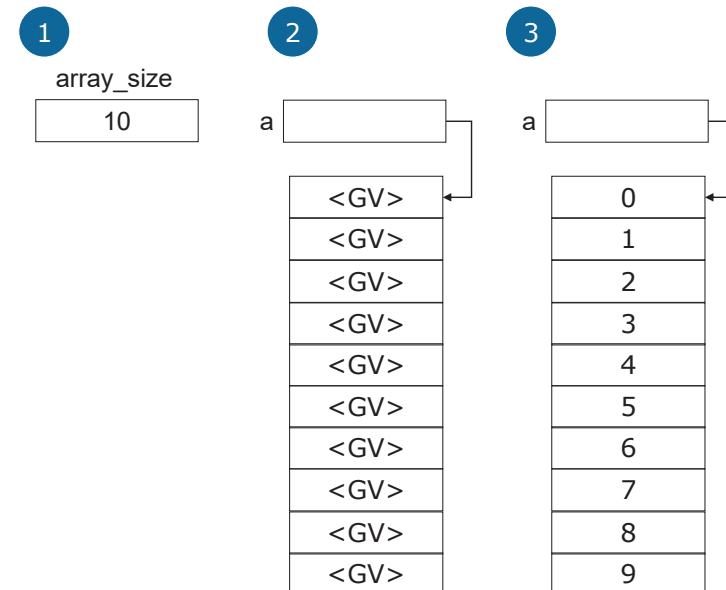 1 2 3
array_size
10 a a
<GV> 0
<GV> 1
<GV> 2
<GV> 3
<GV> 4
<GV> 5
<GV> 6
<GV> 7
<GV> 8
<GV> 9